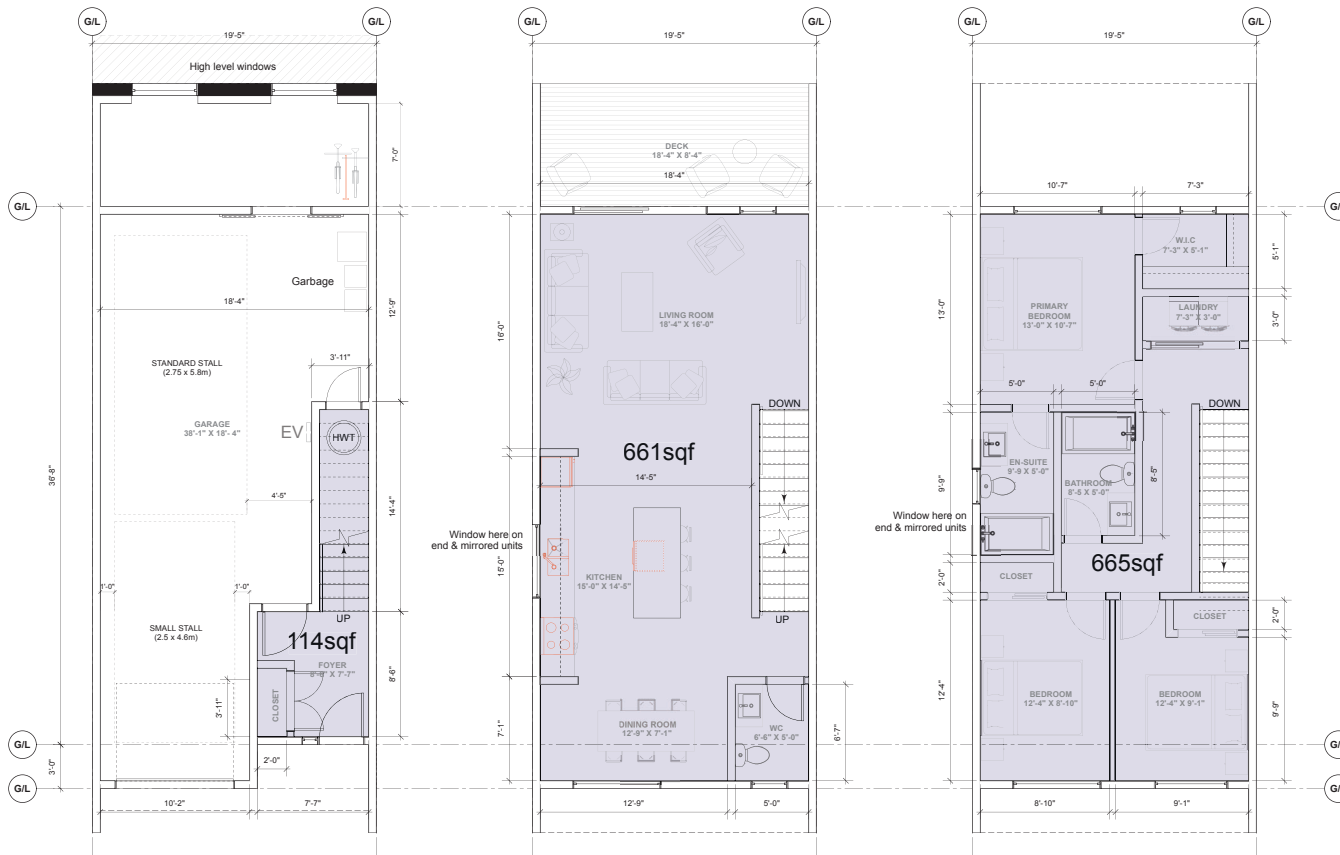 G/L
G/L
19'-5"
High level windows
7'-0"
G/L
Garbage
18'-4"
12'-9"
3'-11"
STANDARD STALL
(2.75 x 5.8m)
GARAGE
38'-1" X 18'- 4"
EV
HWT
36'-8"
4'-5"
14'-4"
1'-0"
1'-0"
UP
SMALL STALL
(2.5 x 4.6m)
114sqf
FOYER
8'-6" X 7'-7"
8'-6"
CLOSET
3'-11"
G/L
2'-0"
3'-0"
G/L
10'-2"
7'-7"
G/L
G/L
19'-5"
DECK
18'-4" X 8'-4"
18'-4"
16'-0"
LIVING ROOM
18'-4" X 16'-0"
DOWN
661sqf
14'-5"
Window here on
end & mirrored units
15'-0"
KITCHEN
15'-0" X 14'-5"
UP
DINING ROOM
12'-9" X 7'-1"
WC
6'-6" X 5'-0"
7'-1"
6'-7"
12'-9"
5'-0"
G/L
G/L
19'-5"
10'-7"
7'-3"
G/L
W.I.C
7'-3" X 5'-1"
5'-1"
13'-0"
PRIMARY
BEDROOM
13'-0" X 10'-7"
LAUNDRY
7'-3" X 3'-0"
3'-0"
5'-0"
5'-0"
DOWN
EN-SUITE
9'-9 X 5'-0"
BATHROOM
8'-5 X 5'-0"
8'-5"
9'-9"
Window here on
end & mirrored units
665sqf
CLOSET
2'-0"
CLOSET
2'-0"
12'-4"
BEDROOM
12'-4" X 8'-10"
BEDROOM
12'-4" X 9'-1"
9'-9"
G/L
G/L
8'-10"
9'-1"